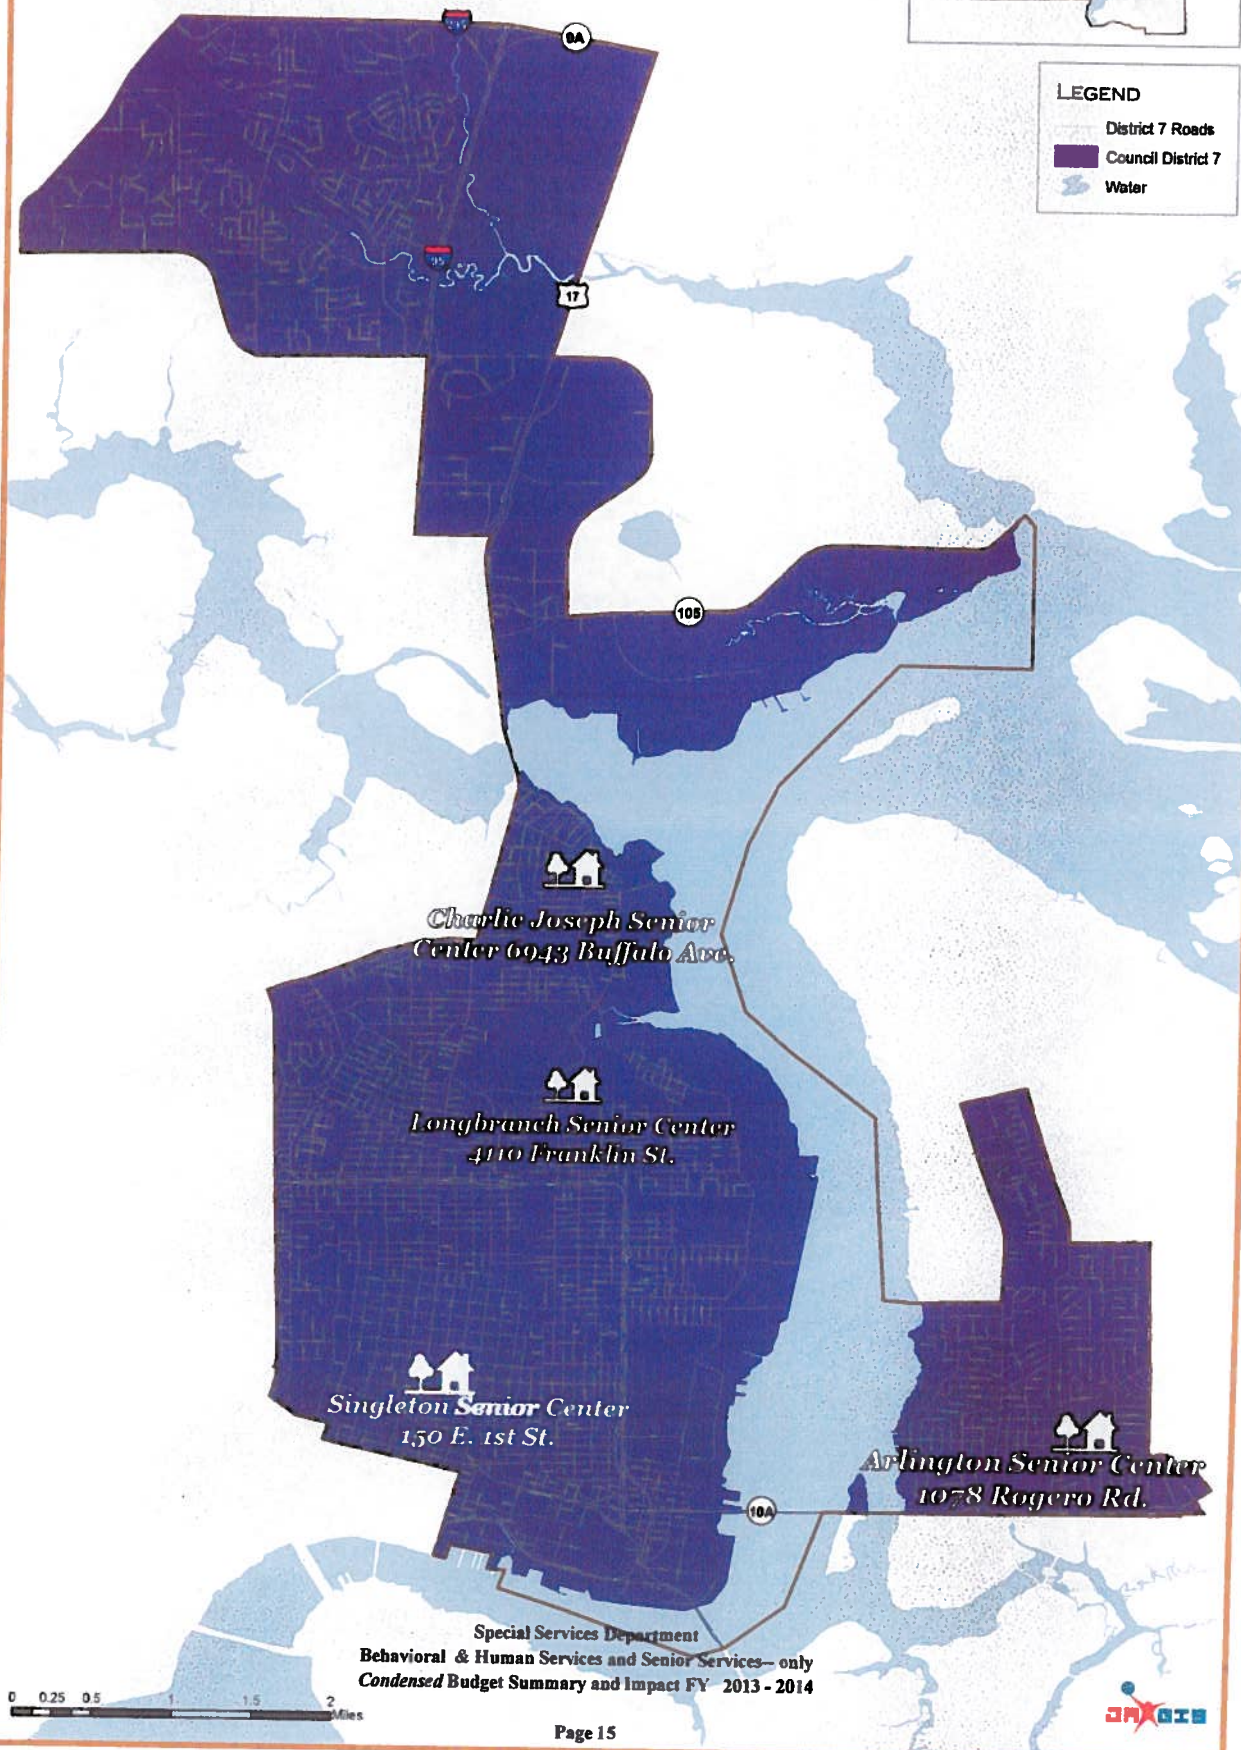 9A
LEGEND
District 7 Roads
Council District 7
Water
95
17
105
Charlie Joseph Senior
Center 6943 Buffalo Ave.
Longbranch Senior Center
4110 Franklin St.
Singleton Senior Center
150 E. 1st St.
Arlington Senior Center
1078 Rogero Rd.
10A
Special Services Department
Behavioral & Human Services and Senior Services– only
Condensed Budget Summary and Impact FY 2013 - 2014
0 0.25 0.5 1 1.5 2
Miles
Page 15
JAXGIS